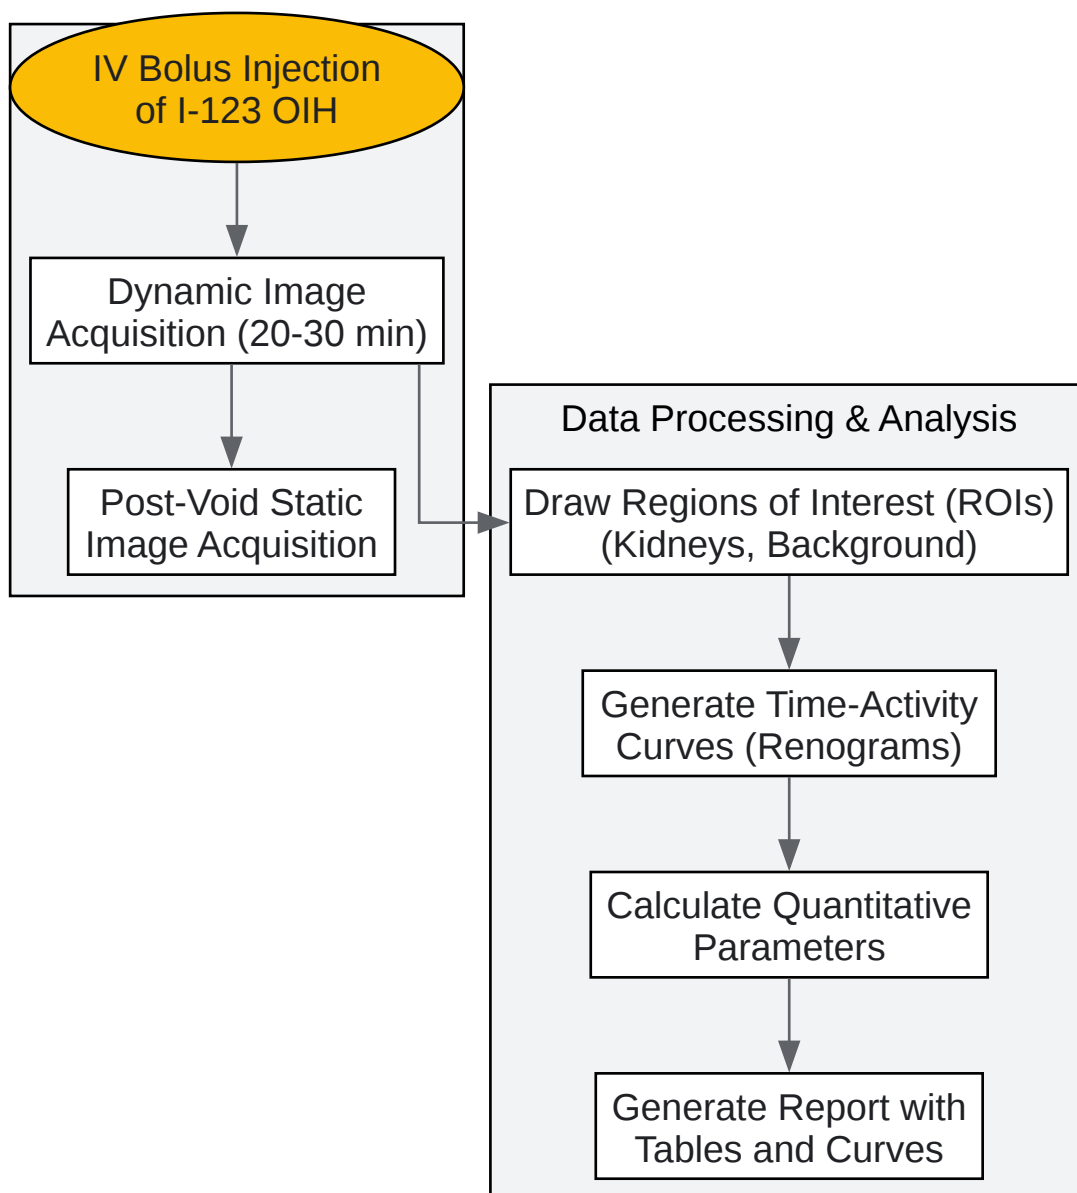 IV Bolus Injection
of I-123 OIH
Dynamic Image
Acquisition (20-30 min)
Post-Void Static
Image Acquisition
Data Processing & Analysis
Draw Regions of Interest (ROIs)
(Kidneys, Background)
Generate Time-Activity
Curves (Renograms)
Calculate Quantitative
Parameters
Generate Report with
Tables and Curves